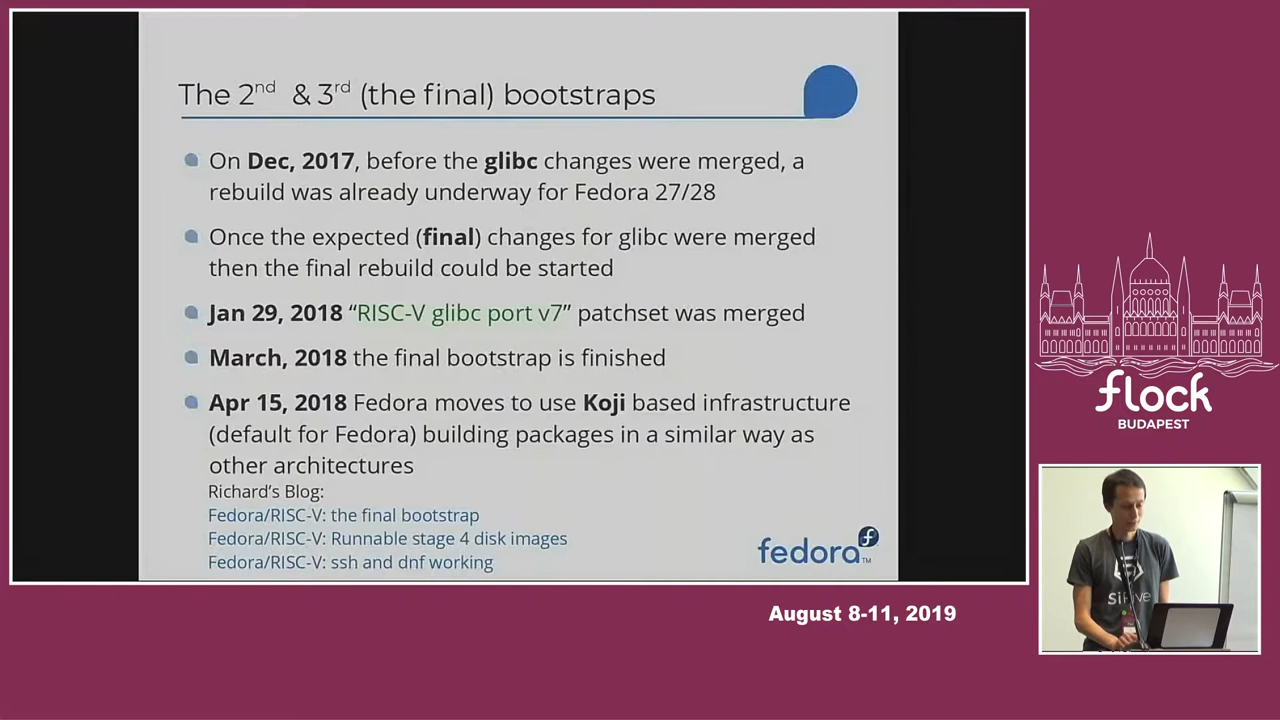 The 2nd & 3rd (the final) bootstraps
On Dec, 2017, before the glibc changes were merged, a
rebuild was already underway for Fedora 27/28
Once the expected (final) changes for glibc were merged
then the final rebuild could be started
Jan 29, 2018 “RISC-V glibc port v7” patchset was merged
March, 2018 the final bootstrap is finished
Apr 15, 2018 Fedora moves to use Koji based infrastructure
(default for Fedora) building packages in a similar way as
other architectures
Richard’s Blog:
Fedora/RISC-V: the final bootstrap
Fedora/RISC-V: Runnable stage 4 disk images
Fedora/RISC-V: ssh and dnf working
fedora™
flock
BUDAPEST
SiFive
August 8-11, 2019